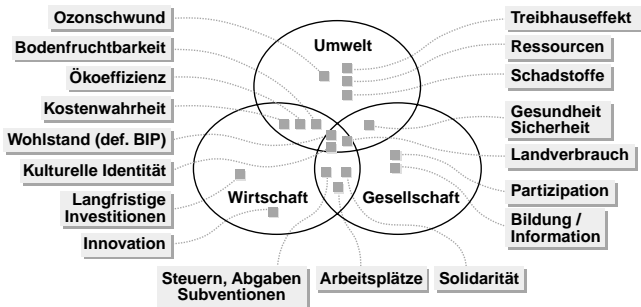 Ozonschwund
Bodenfruchtbarkeit
Ökoeffizienz
Kostenwahrheit
Wohlstand (def. BIP)
Kulturelle Identität
Langfristige
Investitionen
Innovation
Umwelt
Wirtschaft
Gesellschaft
Treibhauseffekt
Ressourcen
Schadstoffe
Gesundheit
Sicherheit
Landverbrauch
Partizipation
Bildung /
Information
Steuern, Abgaben
Subventionen
Arbeitsplätze
Solidarität